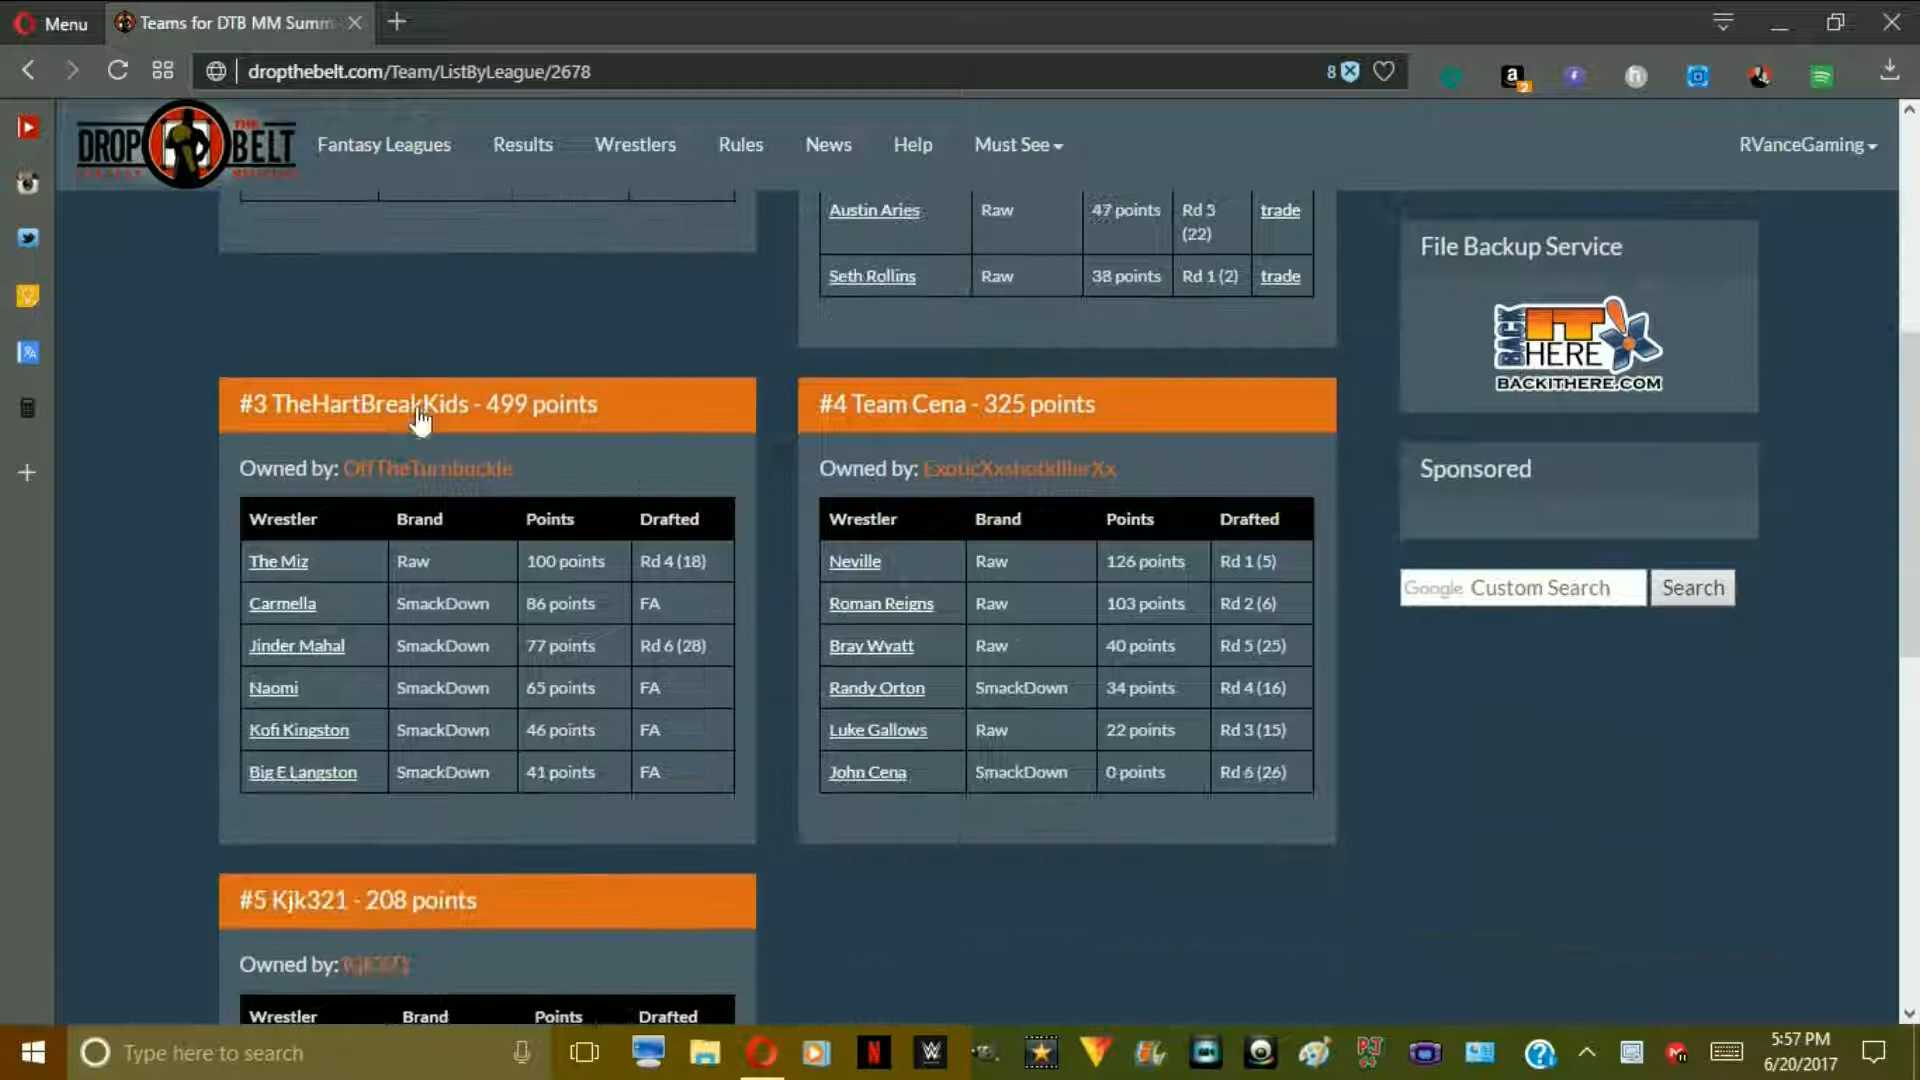 Menu
Teams for DTB MM Summ
dropthebelt.com/Team/ListByLeague/2678
8
a
2
DROP THE BELT
Fantasy Leagues
Results
Wrestlers
Rules
News
Help
Must See
RVanceGaming
Austin Aries Raw 47 points Rd 3 (22) trade
Seth Rollins Raw 38 points Rd 1 (2) trade
File Backup Service
BACK IT HERE
BACKITHERE.COM
Sponsored
Google Custom Search Search
#3 TheHartBreakKids - 499 points
Owned by: OffTheTurnbuckle
Wrestler Brand Points Drafted
The Miz Raw 100 points Rd 4 (18)
Carmella SmackDown 86 points FA
Jinder Mahal SmackDown 77 points Rd 6 (28)
Naomi SmackDown 65 points FA
Kofi Kingston SmackDown 46 points FA
Big E Langston SmackDown 41 points FA
#4 Team Cena - 325 points
Owned by: ExoticXxshotkillerXx
Wrestler Brand Points Drafted
Neville Raw 126 points Rd 1 (5)
Roman Reigns Raw 103 points Rd 2 (6)
Bray Wyatt Raw 40 points Rd 5 (25)
Randy Orton SmackDown 34 points Rd 4 (16)
Luke Gallows Raw 22 points Rd 3 (15)
John Cena SmackDown 0 points Rd 6 (26)
#5 Kjk321 - 208 points
Owned by:
Wrestler Brand Points Drafted
Type here to search
5:57 PM
6/20/2017